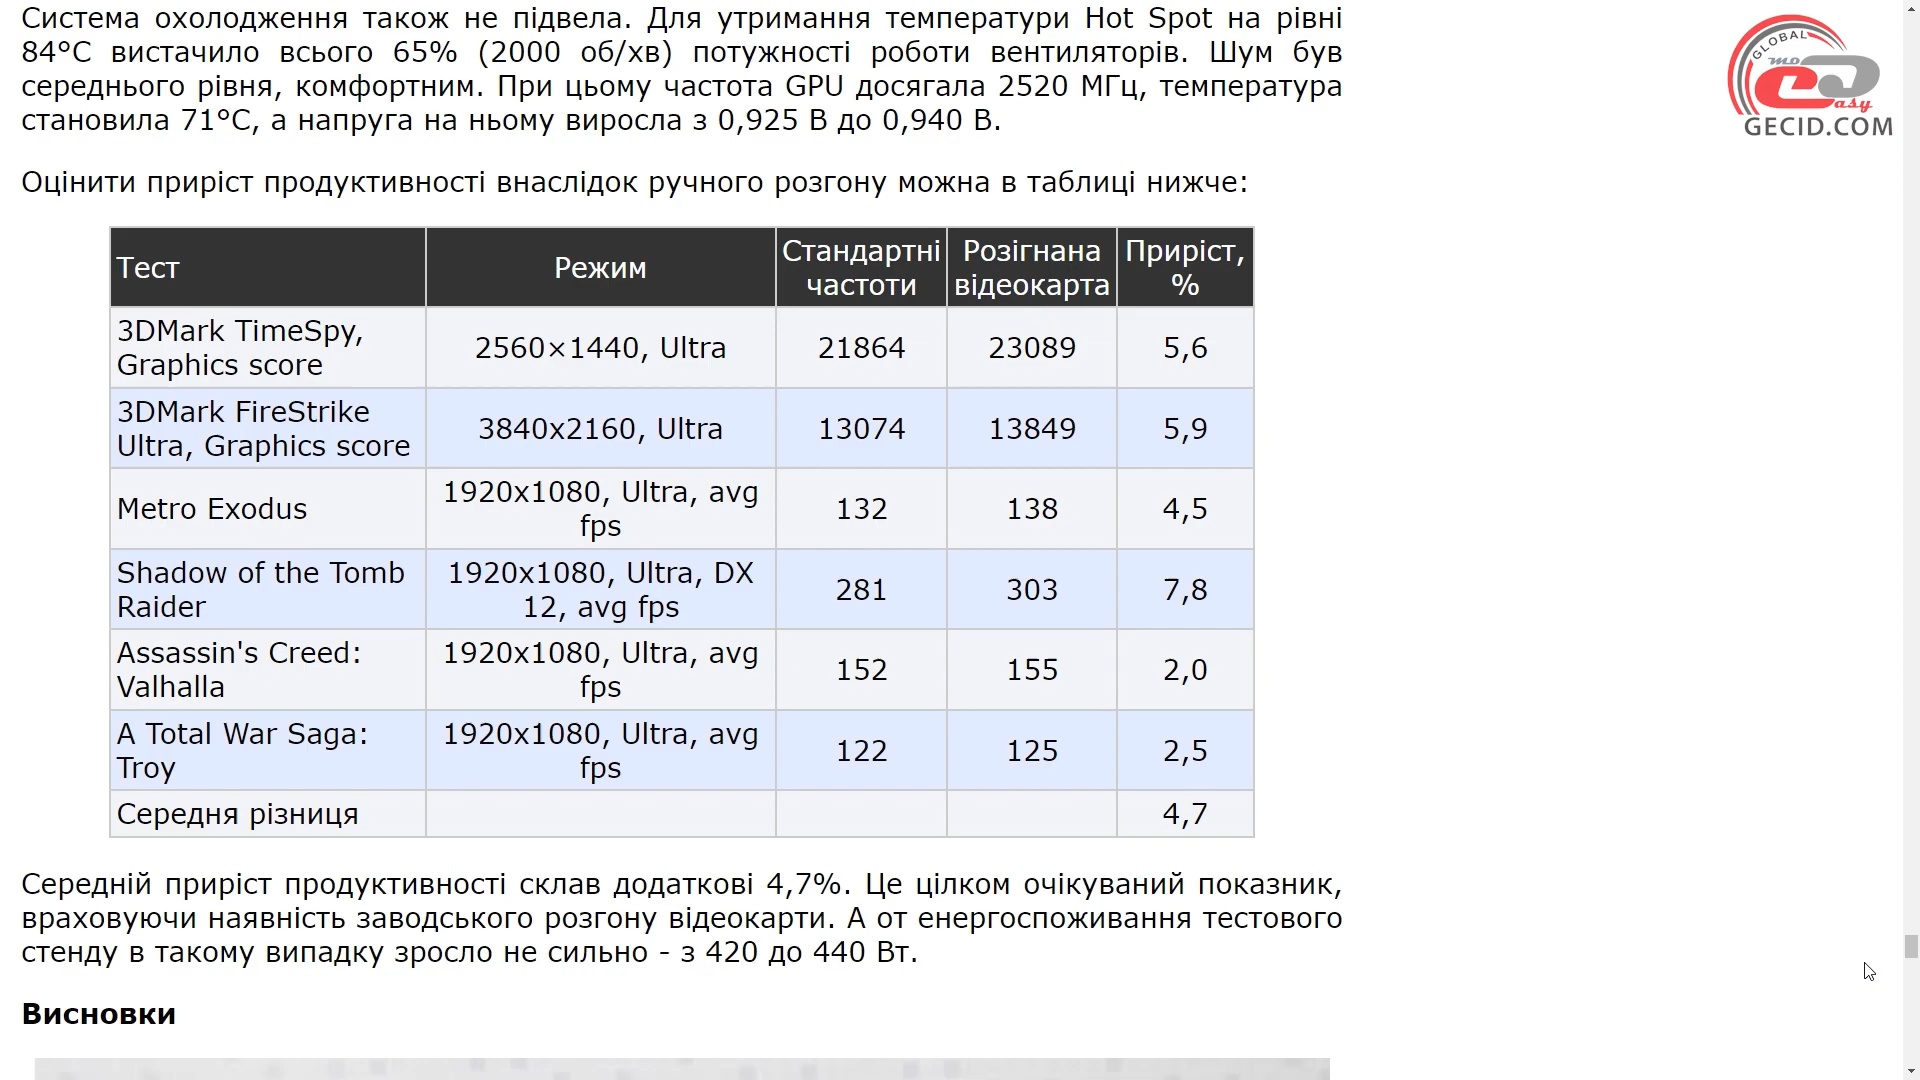 Система охолодження також не підвела. Для утримання температури Hot Spot на рівні
84°C вистачило всього 65% (2000 об/хв) потужності роботи вентиляторів. Шум був
середнього рівня, комфортним. При цьому частота GPU досягала 2520 МГц, температура
становила 71°C, а напруга на ньому виросла з 0,925 В до 0,940 В.
GLOBAL
mo
easy
GECID.COM
Оцінити приріст продуктивності внаслідок ручного розгону можна в таблиці нижче:
Тест Режим Стандартні частоти Розігнана відеокарта Приріст, %
3DMark TimeSpy, Graphics score 2560×1440, Ultra 21864 23089 5,6
3DMark FireStrike Ultra, Graphics score 3840x2160, Ultra 13074 13849 5,9
Metro Exodus 1920x1080, Ultra, avg fps 132 138 4,5
Shadow of the Tomb Raider 1920x1080, Ultra, DX 12, avg fps 281 303 7,8
Assassin's Creed: Valhalla 1920x1080, Ultra, avg fps 152 155 2,0
A Total War Saga: Troy 1920x1080, Ultra, avg fps 122 125 2,5
Середня різниця 4,7
Середній приріст продуктивності склав додаткові 4,7%. Це цілком очікуваний показник,
враховуючи наявність заводського розгону відеокарти. А от енергоспоживання тестового
стенду в такому випадку зросло не сильно - з 420 до 440 Вт.
Висновки